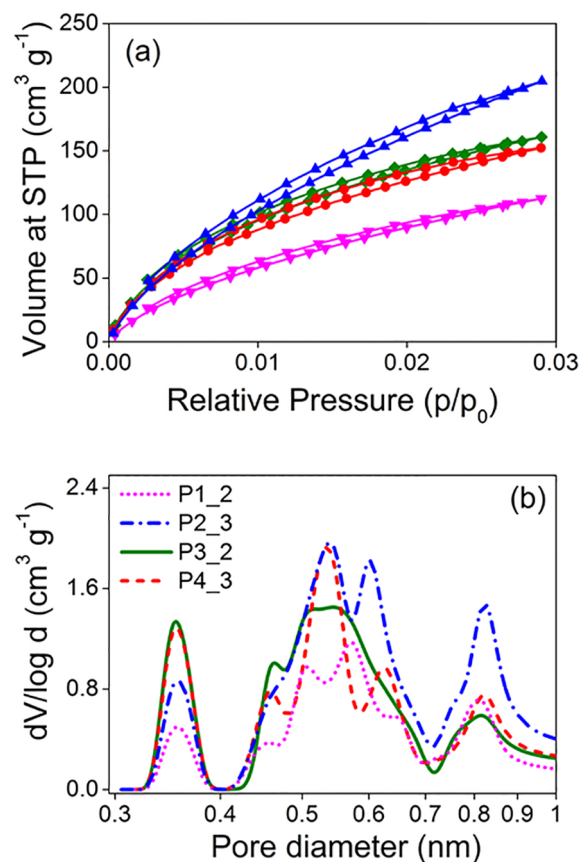 (a)
Volume at STP (cm³ g⁻¹)
250
200
150
100
50
0
0.00 0.01 0.02 0.03
Relative Pressure (p/p₀)
(b)
dV/log d (cm³ g⁻¹)
2.4
1.6
0.8
0.0
P1_2
P2_3
P3_2
P4_3
0.3 0.4 0.5 0.6 0.7 0.8 0.9 1
Pore diameter (nm)